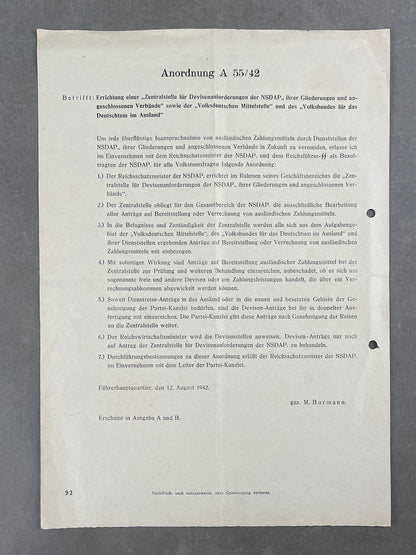 Anordnung A 55/42
Betrifft: Errichtung einer „Zentralstelle für Devisenanforderungen der NSDAP., ihrer Gliederungen und an-
geschlossenen Verbände" sowie der „Volksdeutschen Mittelstelle" und des „Volksbundes für das
Deutschtum im Ausland"
Um jede überflüssige Inanspruchnahme von ausländischen Zahlungsmitteln durch Dienststellen der
NSDAP., ihrer Gliederungen und angeschlossenen Verbände in Zukunft zu vermeiden, erlasse ich
im Einvernehmen mit dem Reichsschatzmeister der NSDAP. und dem Reichsführer-SS als Beauf-
tragten der NSDAP. für alle Volkstumsfragen folgende Anordnung:
1.) Der Reichsschatzmeister der NSDAP. errichtet im Rahmen seines Geschäftsbereiches die „Zen-
tralstelle für Devisenanforderungen der NSDAP., ihrer Gliederungen und angeschlossenen Ver-
bände".
2.) Der Zentralstelle obliegt für den Gesamtbereich der NSDAP. die ausschließliche Bearbeitung
aller Anträge auf Bereitstellung oder Verrechnung von ausländischen Zahlungsmitteln.
3.) In die Befugnisse und Zuständigkeit der Zentralstelle werden alle sich aus dem Aufgabenge-
biet der „Volksdeutschen Mittelstelle", des „Volksbundes für das Deutschtum im Ausland" und
ihrer Dienststellen ergebenden Anträge auf Bereitstellung oder Verrechnung von ausländischen
Zahlungsmitteln mit einbezogen.
4.) Mit sofortiger Wirkung sind Anträge auf Bereitstellung ausländischer Zahlungsmittel bei der
Zentralstelle zur Prüfung und weiteren Behandlung einzureichen, unbeschadet, ob es sich um
sogenannte freie und andere Devisen oder um Zahlungsleistungen handelt, die über ein Ver-
rechnungsabkommen abgewickelt werden können.
5.) Soweit Dienstreise-Anträge in das Ausland oder in die neuen und besetzten Gebiete der Ge-
nehmigung der Partei-Kanzlei bedürfen, sind die Devisen-Anträge bei ihr in doppelter Aus-
fertigung mit einzureichen. Die Partei-Kanzlei gibt diese Anträge nach Genehmigung der Reisen
an die Zentralstelle weiter.
6.) Der Reichswirtschaftsminister wird die Devisenstellen anweisen, Devisen-Anträge nur noch
auf Antrag der Zentralstelle für Devisenanforderungen der NSDAP. zu behandeln.
7.) Durchführungsbestimmungen zu dieser Anordnung erläßt der Reichsschatzmeister der NSDAP.
im Einvernehmen mit dem Leiter der Partei-Kanzlei.
Führerhauptquartier, den 12. August 1942.
gez. M. Bormann.
Erscheint in Ausgabe A und B.
92
Nachdruck, auch auszugsweise, ohne Genehmigung verboten.